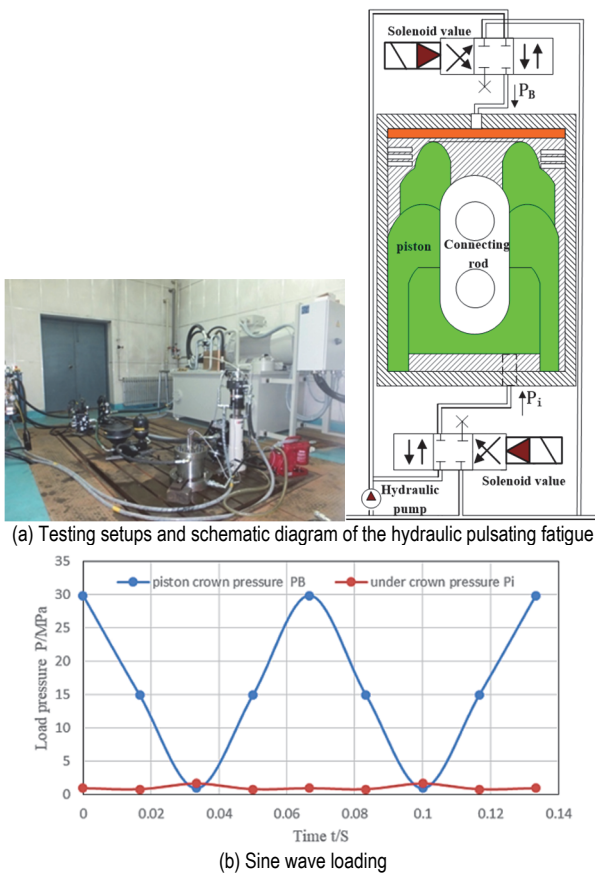 Solenoid value
P_B
piston
Connecting
rod
P_i
Solenoid value
Hydraulic
pump
(a) Testing setups and schematic diagram of the hydraulic pulsating fatigue
piston crown pressure PB
under crown pressure Pi
Load pressure P/MPa
35
30
25
20
15
10
5
0
0
0.02
0.04
0.06
0.08
0.1
0.12
0.14
Time t/S
(b) Sine wave loading